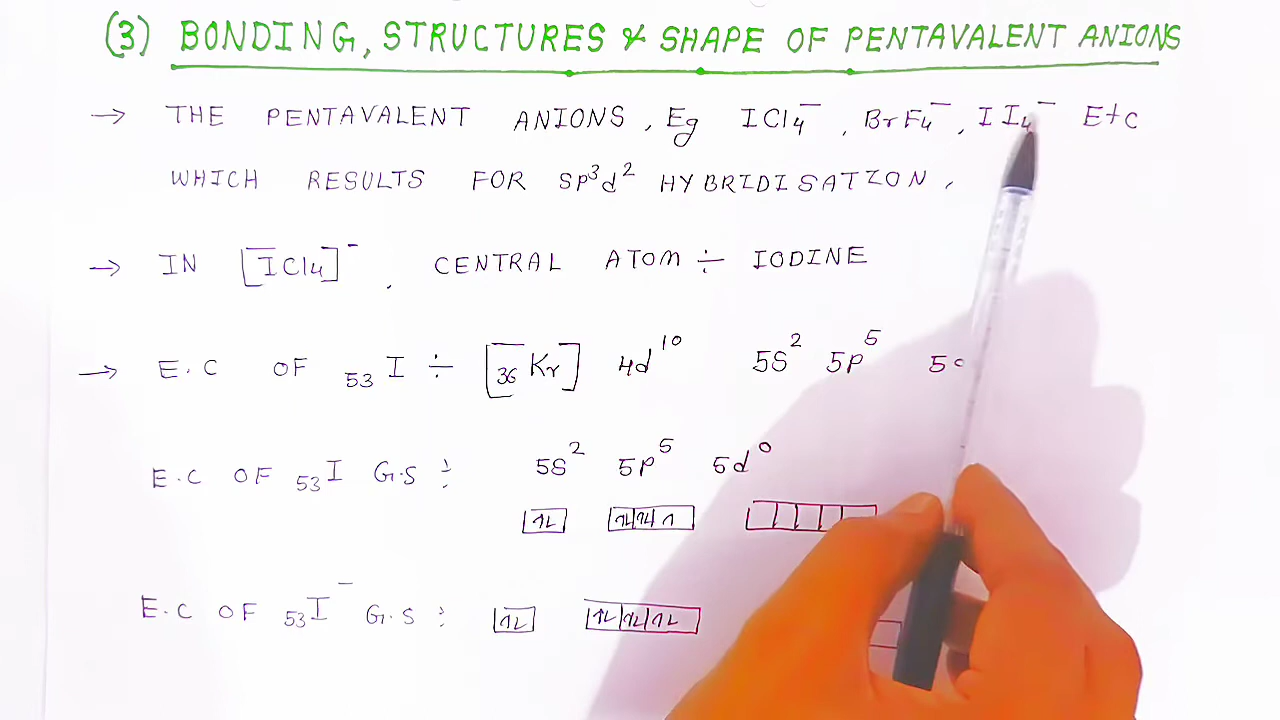 (3) BONDING, STRUCTURES & SHAPE OF PENTAVALENT ANIONS
→ THE PENTAVALENT ANIONS, Eg ICl₄⁻, BrF₄⁻, II₄⁻ Etc
WHICH RESULTS FOR SP³d² HYBRIDISATION,
→ IN [ICl₄]⁻, CENTRAL ATOM ÷ IODINE
→ E.C OF ₅₃I ÷ [₃₆Kr] 4d¹⁰ 5S² 5P⁵
E.C OF ₅₃I G.S : 5S² 5P⁵ 5d⁰
E.C OF ₅₃I⁻ G.S :